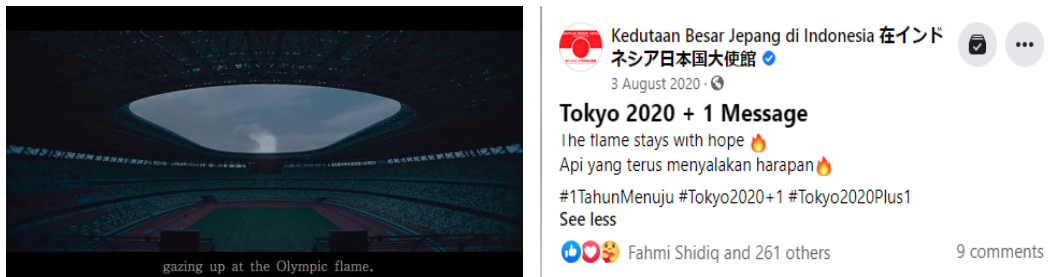 gazing up at the Olympic flame.
Kedutaan Besar Jepang di Indonesia 在インド
ネシア日本国大使館
3 August 2020 ·
Tokyo 2020 + 1 Message
The flame stays with hope 🔥
Api yang terus menyalakan harapan🔥
#1TahunMenuju #Tokyo2020+1 #Tokyo2020Plus1
See less
Fahmi Shidiq and 261 others
9 comments